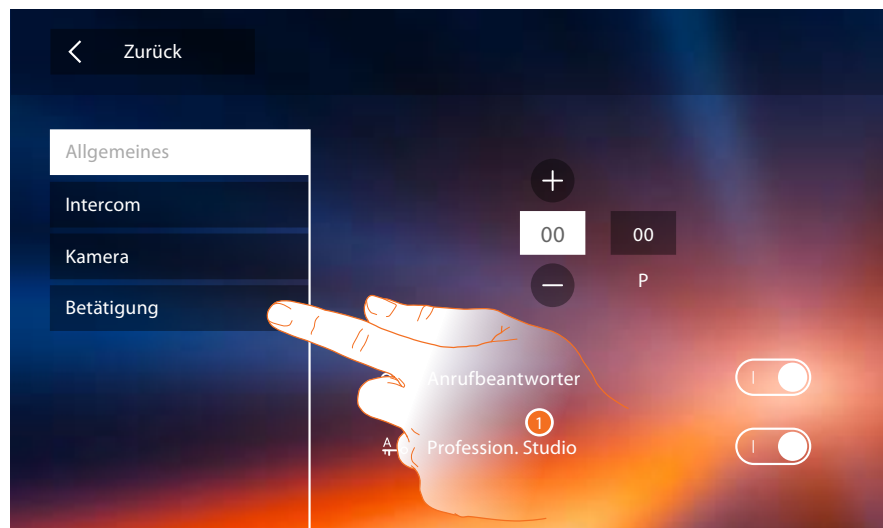 Zurück
Allgemeines
Intercom
Kamera
Betätigung
00 00
P
Anrufbeantworter
1
A
Profession. Studio